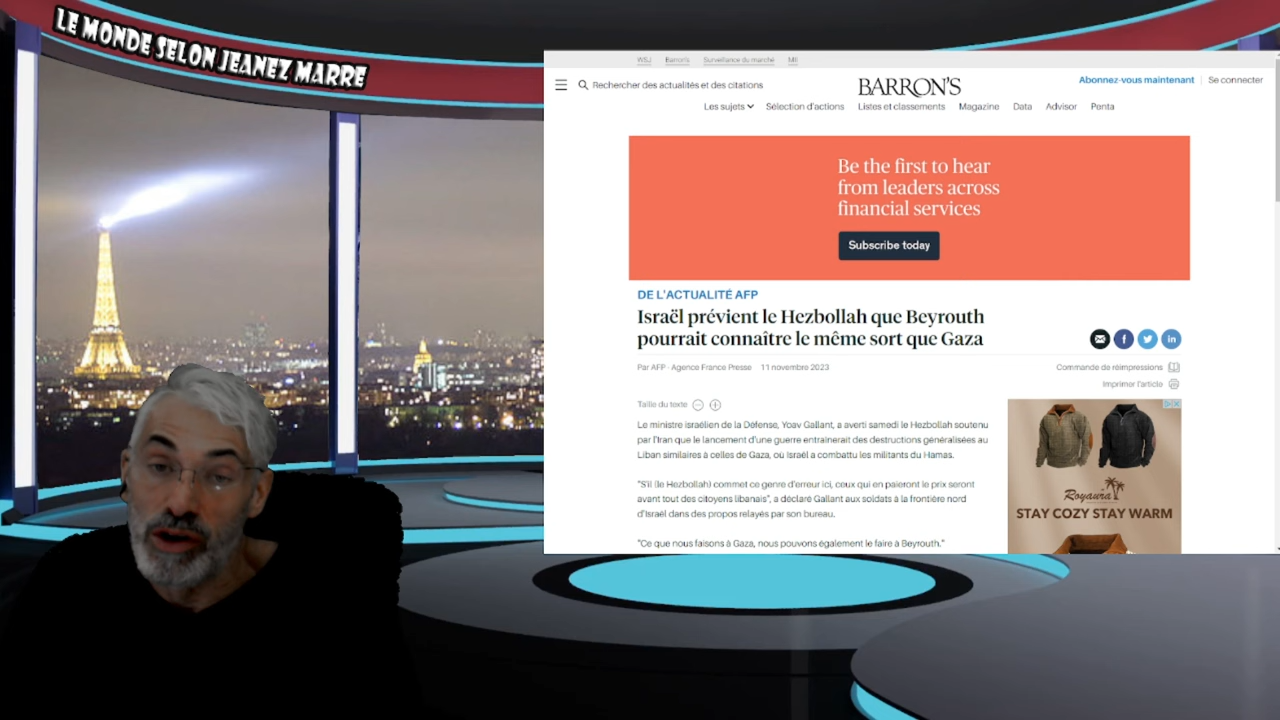 LE MONDE SELON JEANEZ MARRE
WSJ Barron's Surveillance du marché MII
Rechercher des actualités et des citations
BARRON'S
Abonnez-vous maintenant Se connecter
Les sujets Sélection d'actions Listes et classements Magazine Data Advisor Penta
Be the first to hear
from leaders across
financial services
Subscribe today
DE L'ACTUALITÉ AFP
Israël prévient le Hezbollah que Beyrouth
pourrait connaître le même sort que Gaza
Par AFP - Agence France Presse 11 novembre 2023
Commande de réimpressions
Imprimer l'article
Taille du texte
Le ministre israélien de la Défense, Yoav Gallant, a averti samedi le Hezbollah soutenu
par l'Iran que le lancement d'une guerre entraînerait des destructions généralisées au
Liban similaires à celles de Gaza, où Israël a combattu les militants du Hamas.
"S'il (le Hezbollah) commet ce genre d'erreur ici, ceux qui en paieront le prix seront
avant tout des citoyens libanais", a déclaré Gallant aux soldats à la frontière nord
d'Israël dans des propos relayés par son bureau.
"Ce que nous faisons à Gaza, nous pouvons également le faire à Beyrouth."
Royaura
STAY COZY STAY WARM